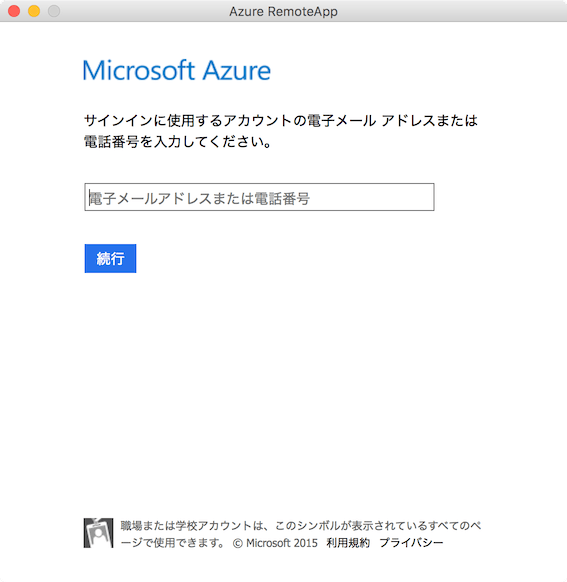 Azure RemoteApp
Microsoft Azure
サインインに使用するアカウントの電子メール アドレスまたは
電話番号を入力してください。
電子メールアドレスまたは電話番号
続行
職場または学校アカウントは、このシンボルが表示されているすべてのペ
ージで使用できます。 © Microsoft 2015 利用規約 プライバシー